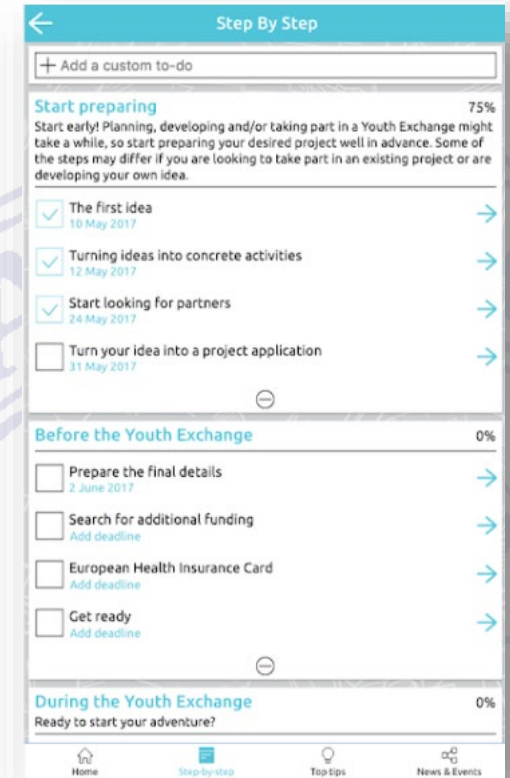 Step By Step
+ Add a custom to-do
Start preparing 75%
Start early! Planning, developing and/or taking part in a Youth Exchange might
take a while, so start preparing your desired project well in advance. Some of
the steps may differ if you are looking to take part in an existing project or are
developing your own idea.
The first idea
10 May 2017
Turning ideas into concrete activities
12 May 2017
Start looking for partners
24 May 2017
Turn your idea into a project application
31 May 2017
Before the Youth Exchange 0%
Prepare the final details
2 June 2017
Search for additional funding
Add deadline
European Health Insurance Card
Add deadline
Get ready
Add deadline
During the Youth Exchange 0%
Ready to start your adventure?
Home Step-by-step Top tips News & Events